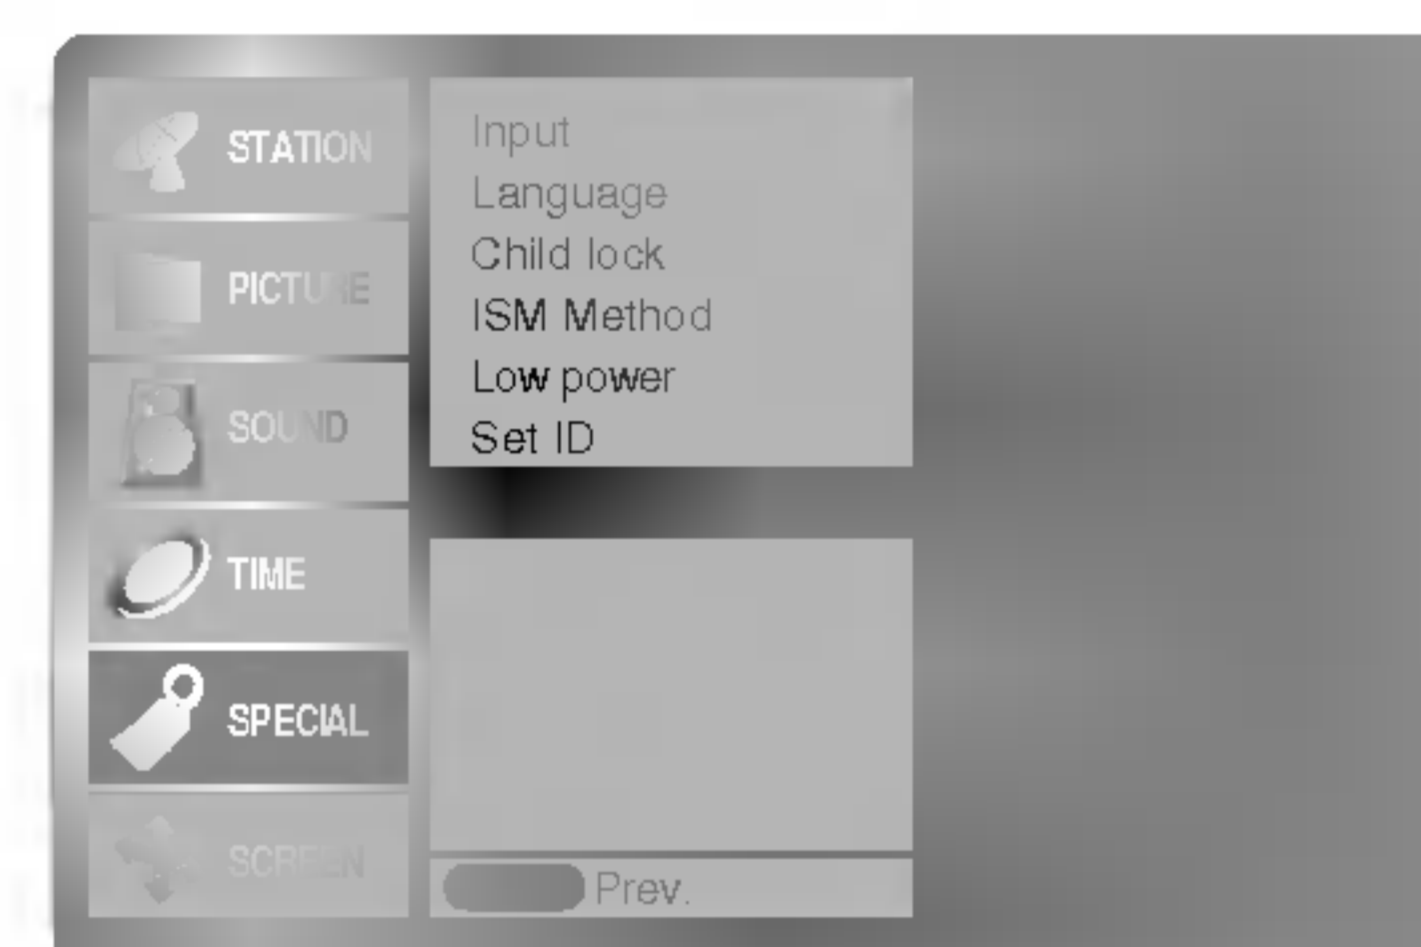 STATION
PICTURE
SOUND
TIME
SPECIAL
SCREEN
Input
Language
Child lock
ISM Method
Low power
Set ID
Prev.